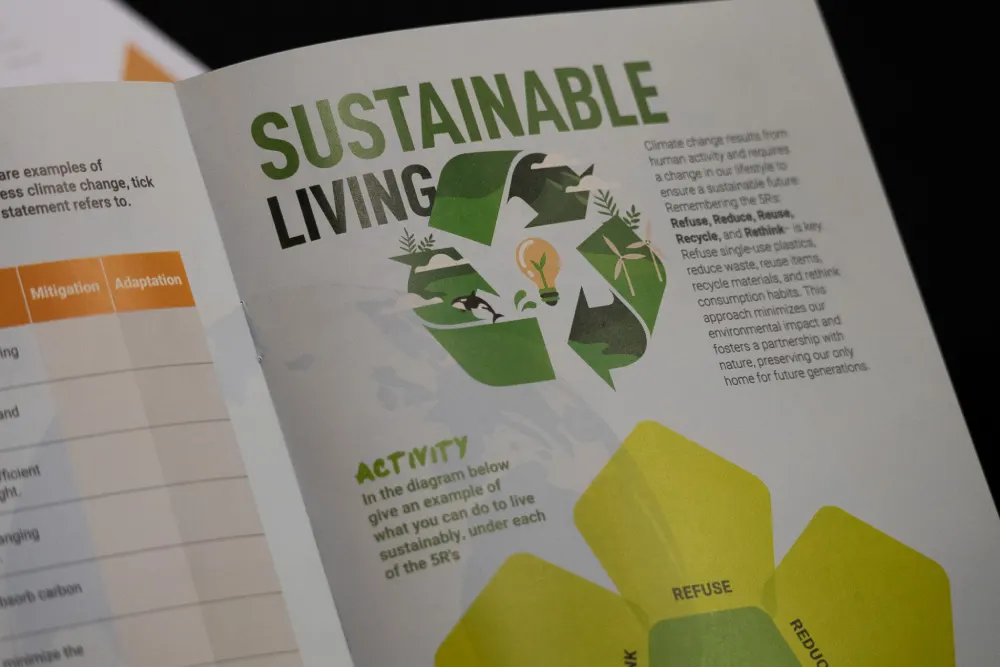 are examples of
ess climate change, tick
statement refers to.
Mitigation Adaptation
ing
and
fficient
ght.
anging
bsorb carbon
minimize the
SUSTAINABLE
LIVING
Climate change results from
human activity and requires
a change in our lifestyle to
ensure a sustainable future.
Remembering the 5Rs:
Refuse, Reduce, Reuse,
Recycle, and Rethink- is key.
Refuse single-use plastics,
reduce waste, reuse items,
recycle materials, and rethink
consumption habits. This
approach minimizes our
environmental impact and
fosters a partnership with
nature, preserving our only
home for future generations.
ACTIVITY
In the diagram below
give an example of
what you can do to live
sustainably, under each
of the 5R's
REFUSE
REDUC
NK